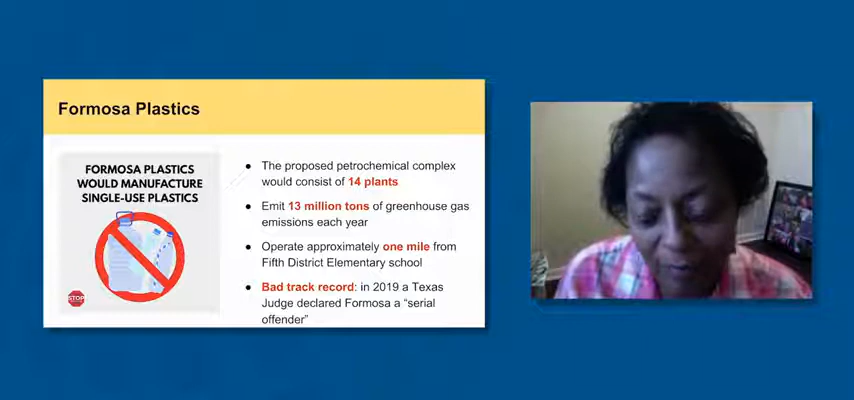 Formosa Plastics
FORMOSA PLASTICS
WOULD MANUFACTURE
SINGLE-USE PLASTICS
STOP
● The proposed petrochemical complex
would consist of 14 plants
● Emit 13 million tons of greenhouse gas
emissions each year
● Operate approximately one mile from
Fifth District Elementary school
● Bad track record: in 2019 a Texas
Judge declared Formosa a “serial
offender”